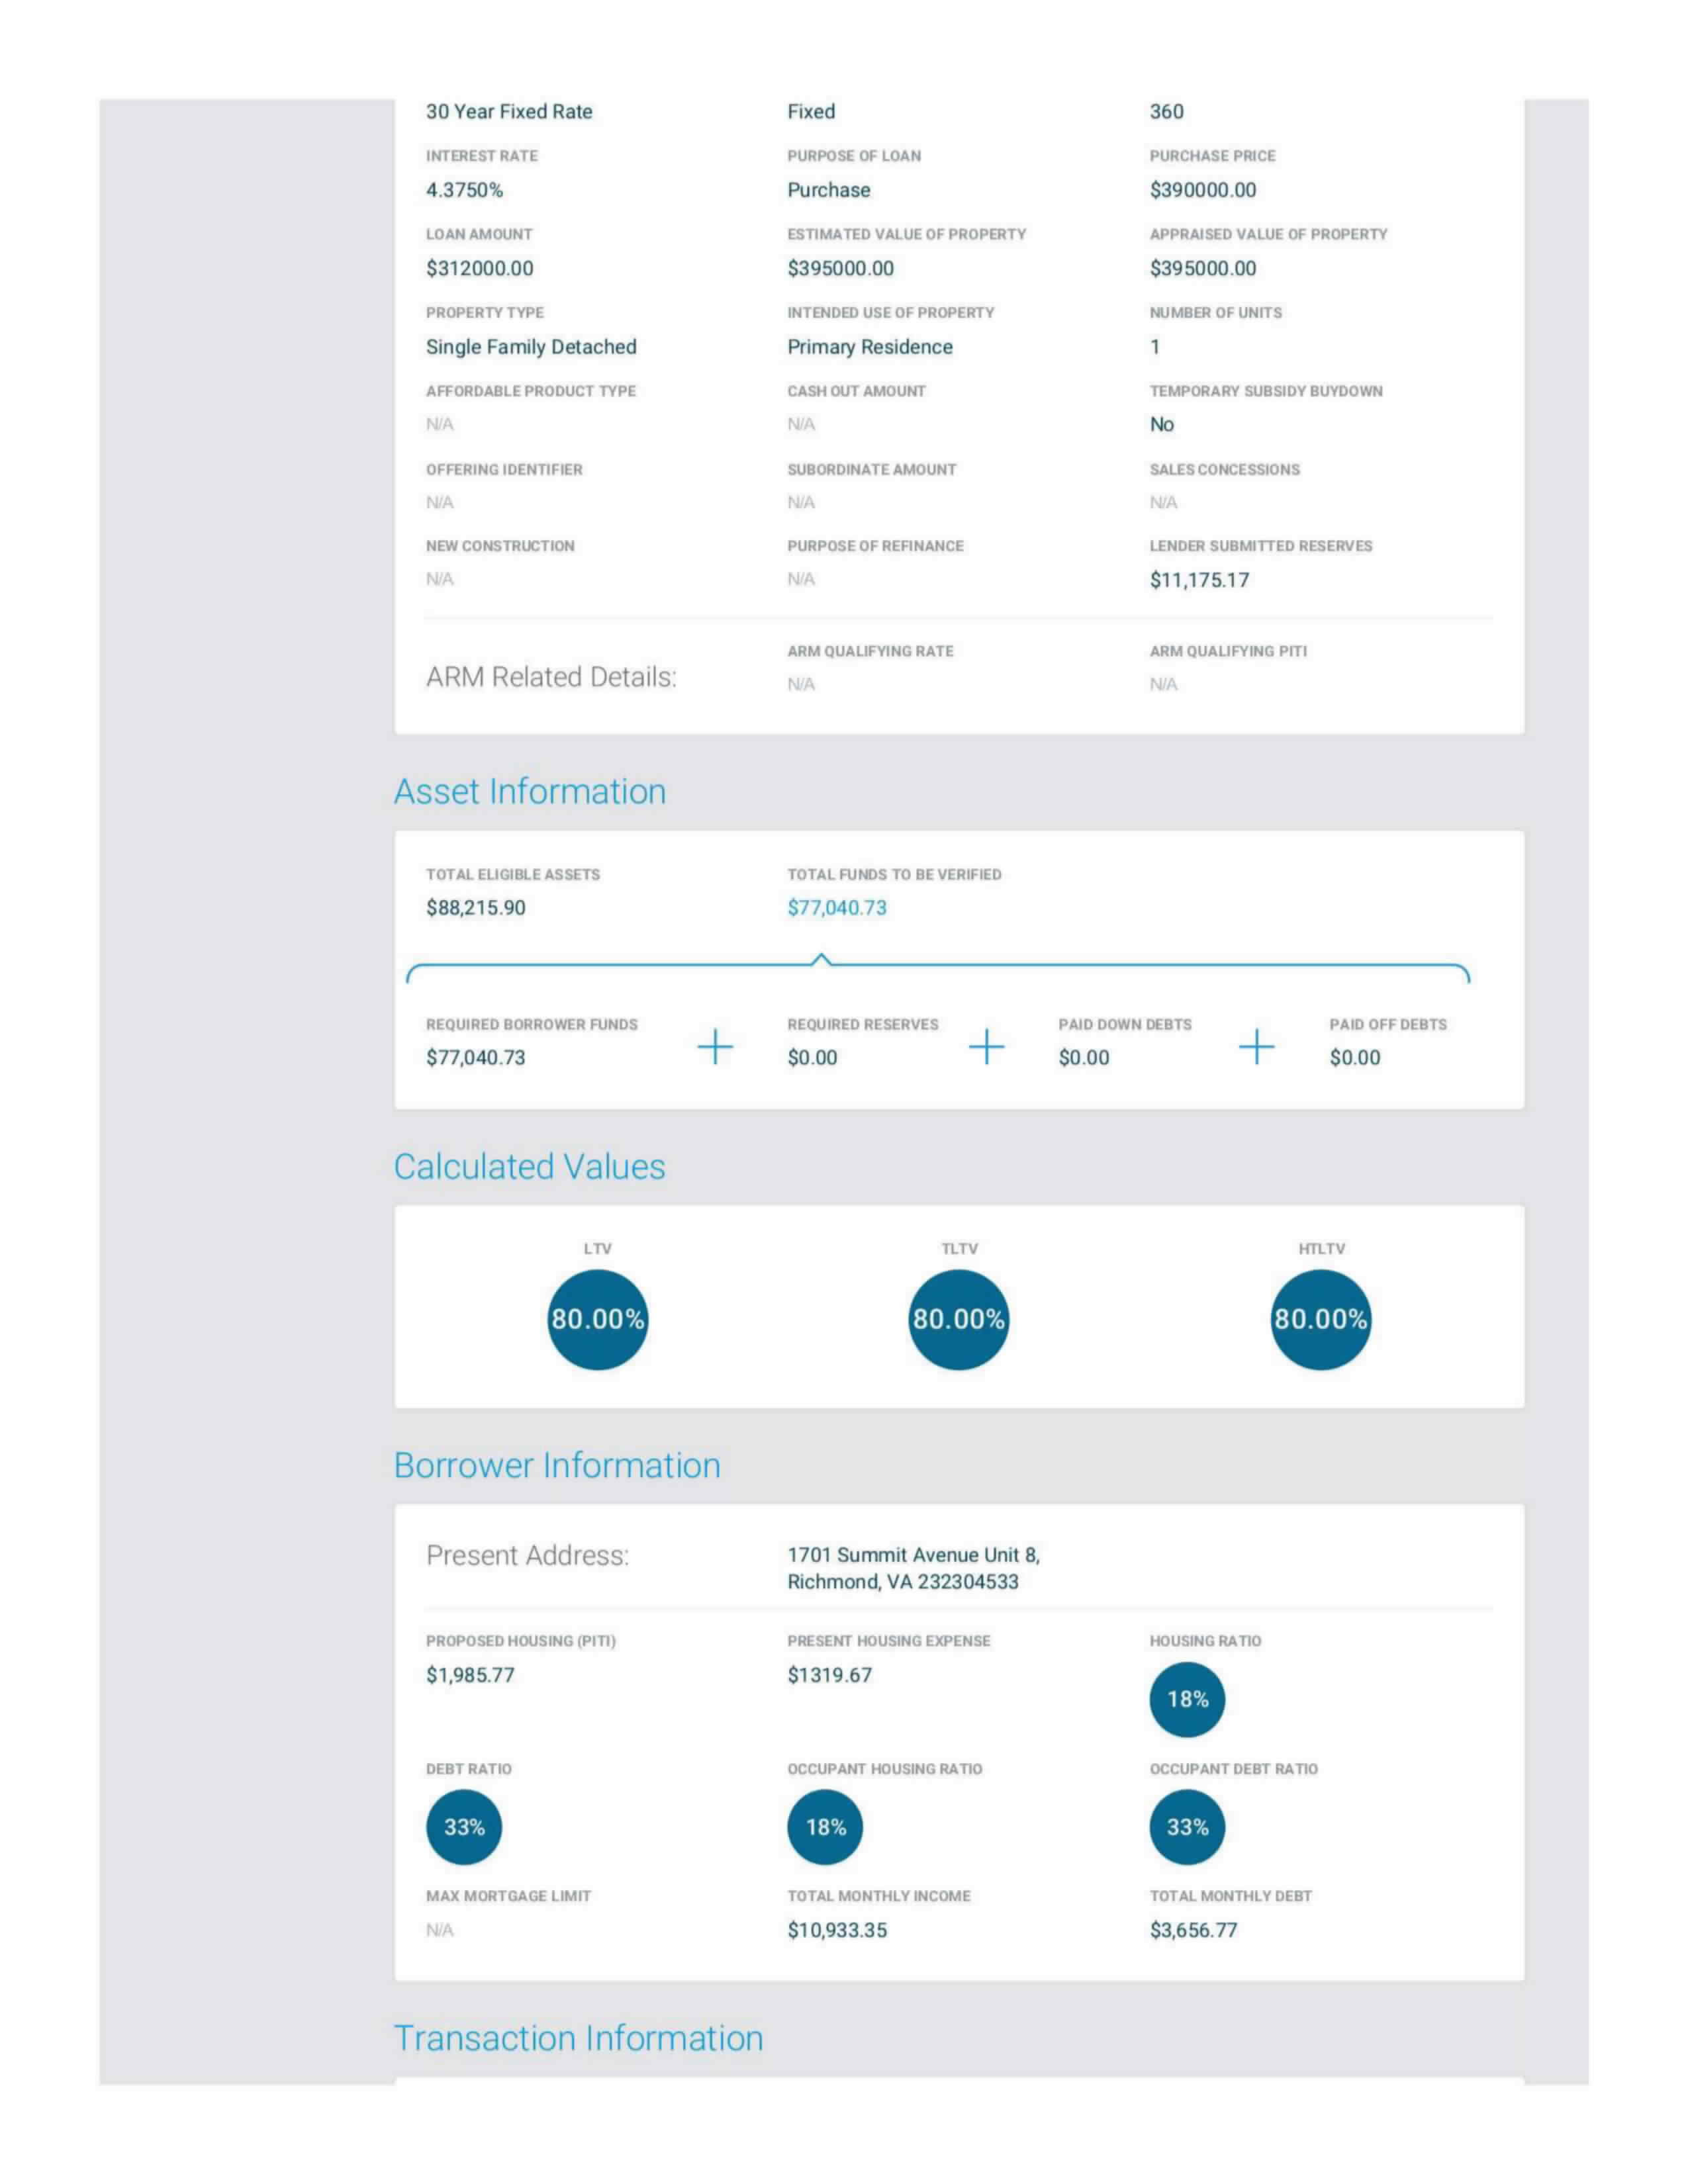 30 Year Fixed Rate Fixed 360
INTEREST RATE PURPOSE OF LOAN PURCHASE PRICE
4.3750% Purchase $390000.00
LOAN AMOUNT ESTIMATED VALUE OF PROPERTY APPRAISED VALUE OF PROPERTY
$312000.00 $395000.00 $395000.00
PROPERTY TYPE INTENDED USE OF PROPERTY NUMBER OF UNITS
Single Family Detached Primary Residence 1
AFFORDABLE PRODUCT TYPE CASH OUT AMOUNT TEMPORARY SUBSIDY BUYDOWN
N/A N/A No
OFFERING IDENTIFIER SUBORDINATE AMOUNT SALES CONCESSIONS
N/A N/A N/A
NEW CONSTRUCTION PURPOSE OF REFINANCE LENDER SUBMITTED RESERVES
N/A N/A $11,175.17
ARM QUALIFYING RATE ARM QUALIFYING PITI
ARM Related Details: N/A N/A
Asset Information
TOTAL ELIGIBLE ASSETS TOTAL FUNDS TO BE VERIFIED
$88,215.90 $77,040.73
REQUIRED BORROWER FUNDS + REQUIRED RESERVES + PAID DOWN DEBTS + PAID OFF DEBTS
$77,040.73 $0.00 $0.00 $0.00
Calculated Values
LTV TLTV HTLTV
80.00% 80.00% 80.00%
Borrower Information
Present Address: 1701 Summit Avenue Unit 8,
Richmond, VA 232304533
PROPOSED HOUSING (PITI) PRESENT HOUSING EXPENSE HOUSING RATIO
$1,985.77 $1319.67 18%
DEBT RATIO OCCUPANT HOUSING RATIO OCCUPANT DEBT RATIO
33% 18% 33%
MAX MORTGAGE LIMIT TOTAL MONTHLY INCOME TOTAL MONTHLY DEBT
N/A $10,933.35 $3,656.77
Transaction Information